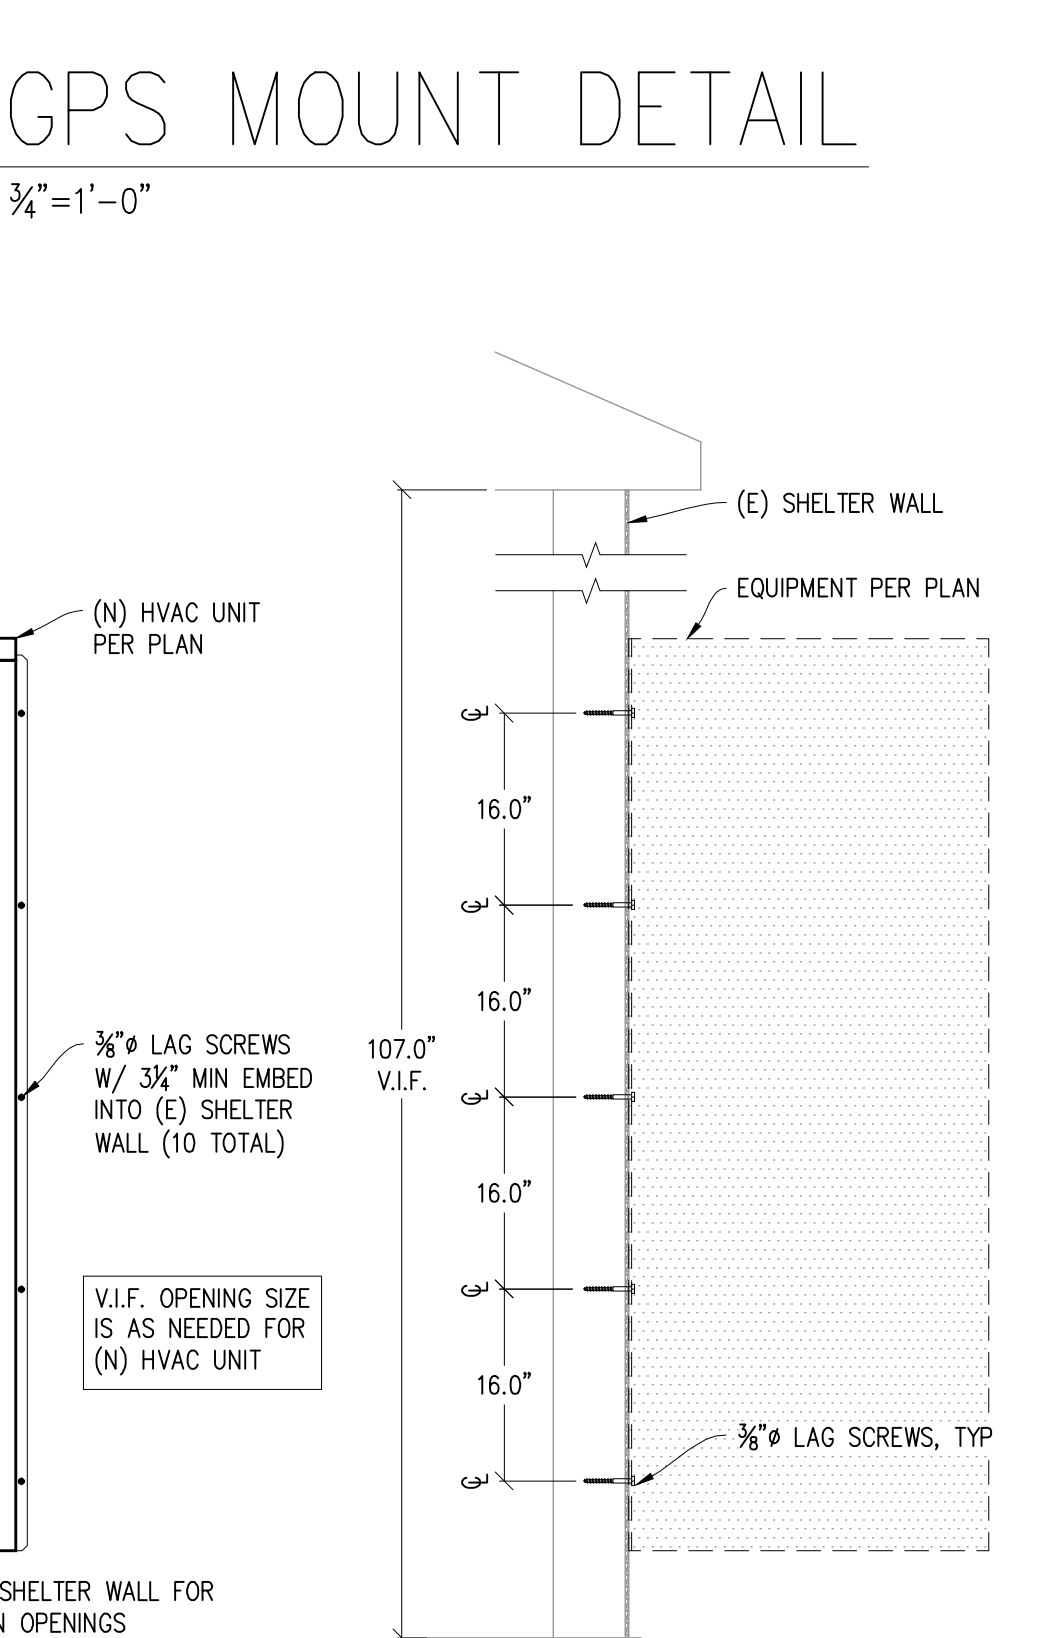 GPS MOUNT DETAIL
¾"=1'-0"
(E) SHELTER WALL
EQUIPMENT PER PLAN
(N) HVAC UNIT
PER PLAN
℄
16.0"
℄
16.0"
⅜"ø LAG SCREWS
W/ 3¼" MIN EMBED
INTO (E) SHELTER
WALL (10 TOTAL)
107.0"
V.I.F.
℄
16.0"
℄
V.I.F. OPENING SIZE
IS AS NEEDED FOR
(N) HVAC UNIT
16.0"
⅜"ø LAG SCREWS, TYP
℄
SHELTER WALL FOR
OPENINGS